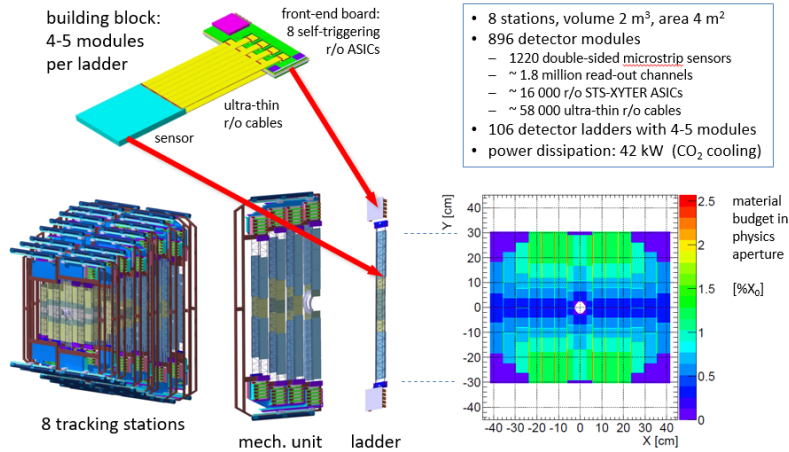 building block:
4-5 modules
per ladder
front-end board:
8 self-triggering
r/o ASICs
ultra-thin
r/o cables
sensor
• 8 stations, volume 2 m³, area 4 m²
• 896 detector modules
– 1220 double-sided microstrip sensors
– ~ 1.8 million read-out channels
– ~ 16 000 r/o STS-XYTER ASICs
– ~ 58 000 ultra-thin r/o cables
• 106 detector ladders with 4-5 modules
• power dissipation: 42 kW (CO₂ cooling)
8 tracking stations
mech. unit
ladder
Y [cm]
40
30
20
10
0
-10
-20
-30
-40
-40 -30 -20 -10 0 10 20 30 40
X [cm]
2.5
2
1.5
1
0.5
0
material
budget in
physics
aperture
[%X₀]